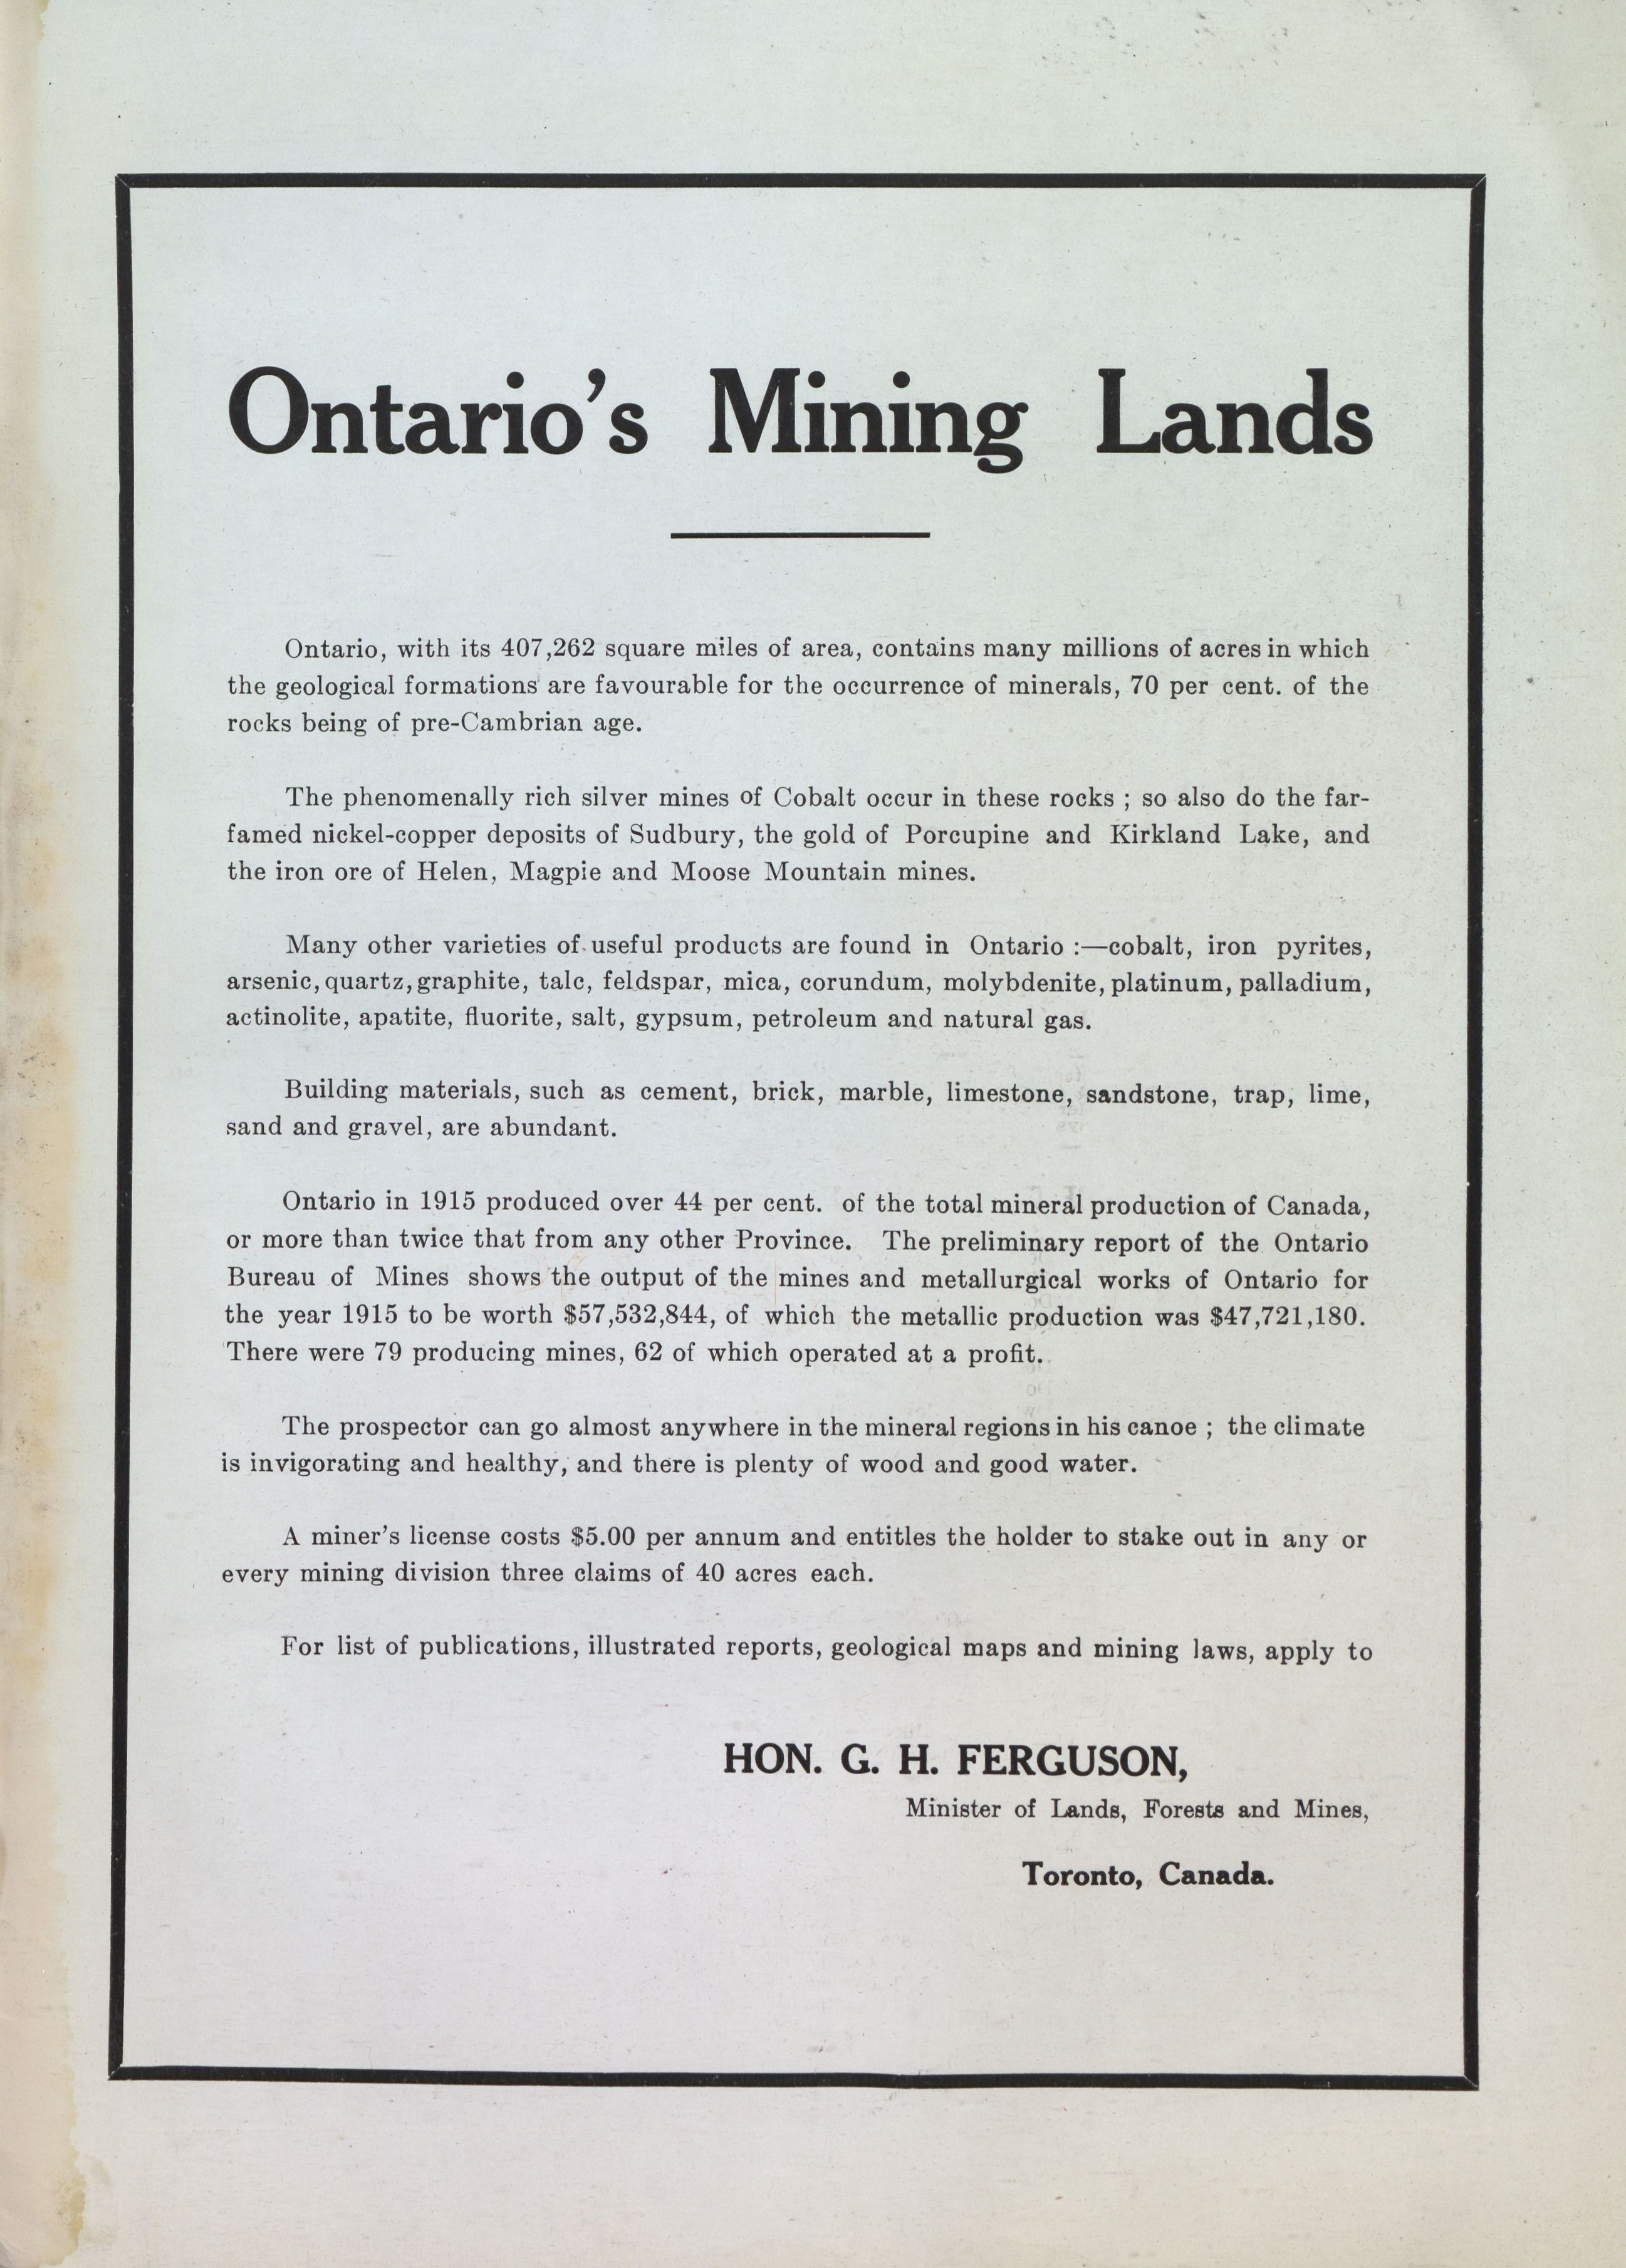 Ontario's Mining Lands
Ontario, with its 407,262 square miles of area, contains many millions of acres in which
the geological formations are favourable for the occurrence of minerals, 70 per cent. of the
rocks being of pre-Cambrian age.
The phenomenally rich silver mines of Cobalt occur in these rocks ; so also do the far-
famed nickel-copper deposits of Sudbury, the gold of Porcupine and Kirkland Lake, and
the iron ore of Helen, Magpie and Moose Mountain mines.
Many other varieties of useful products are found in Ontario :—cobalt, iron pyrites,
arsenic, quartz, graphite, talc, feldspar, mica, corundum, molybdenite, platinum, palladium,
actinolite, apatite, fluorite, salt, gypsum, petroleum and natural gas.
Building materials, such as cement, brick, marble, limestone, sandstone, trap, lime,
sand and gravel, are abundant.
Ontario in 1915 produced over 44 per cent. of the total mineral production of Canada,
or more than twice that from any other Province. The preliminary report of the Ontario
Bureau of Mines shows the output of the mines and metallurgical works of Ontario for
the year 1915 to be worth $57,532,844, of which the metallic production was $47,721,180.
There were 79 producing mines, 62 of which operated at a profit.
The prospector can go almost anywhere in the mineral regions in his canoe ; the climate
is invigorating and healthy, and there is plenty of wood and good water.
A miner's license costs $5.00 per annum and entitles the holder to stake out in any or
every mining division three claims of 40 acres each.
For list of publications, illustrated reports, geological maps and mining laws, apply to
HON. G. H. FERGUSON,
Minister of Lands, Forests and Mines,
Toronto, Canada.